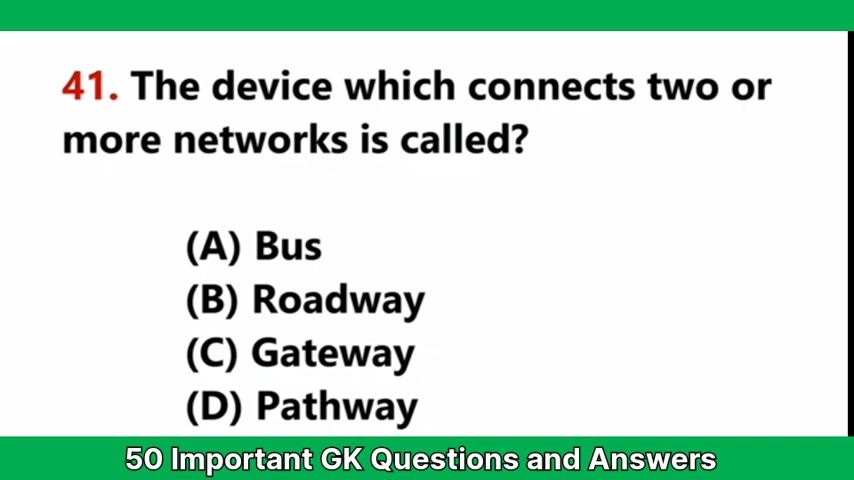 41. The device which connects two or
more networks is called?
(A) Bus
(B) Roadway
(C) Gateway
(D) Pathway
50 Important GK Questions and Answers